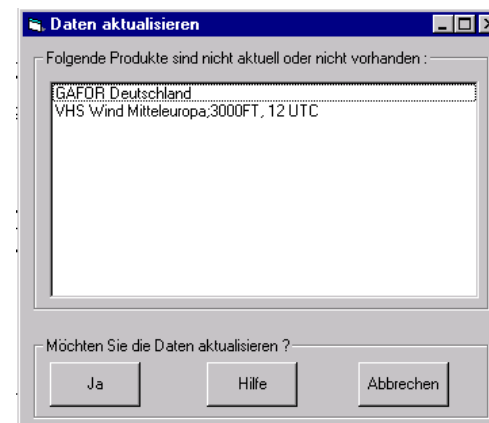 Daten aktualisieren
Folgende Produkte sind nicht aktuell oder nicht vorhanden :
GAFOR Deutschland
VHS Wind Mitteleuropa;3000FT, 12 UTC
Möchten Sie die Daten aktualisieren ?
Ja Hilfe Abbrechen